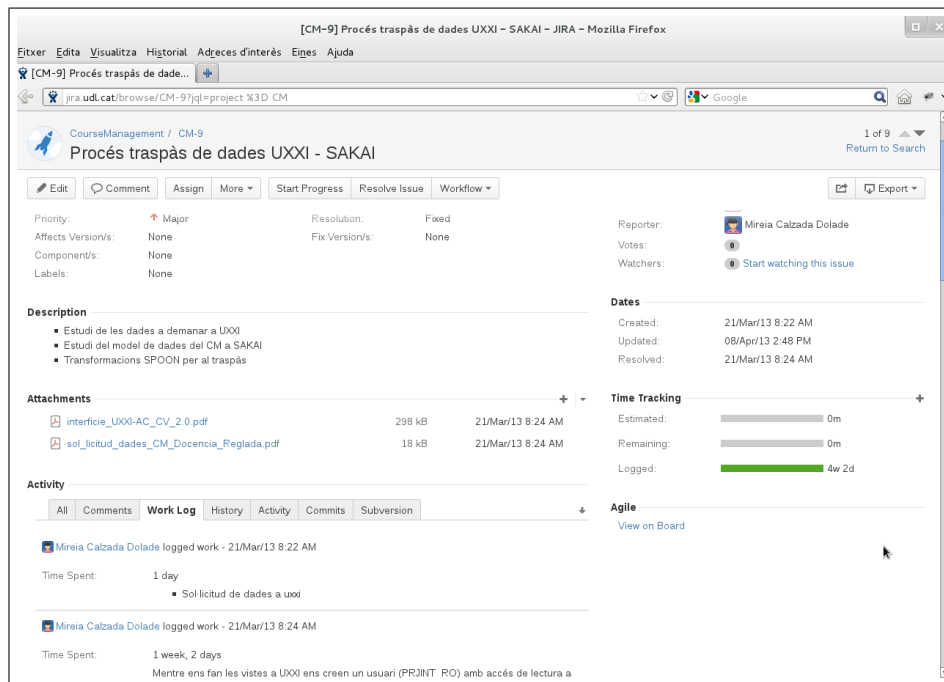 [CM-9] Procés traspàs de dades UXXI - SAKAI - JIRA - Mozilla Firefox
Fitxer Edita Visualitza Historial Adreces d'interès Eines Ajuda
[CM-9] Procés traspàs de dade...
jira.udl.cat/browse/CM-9?jql=project %3D CM
Google
CourseManagement / CM-9
1 of 9
Procés traspàs de dades UXXI - SAKAI
Return to Search
Edit Comment Assign More Start Progress Resolve Issue Workflow Export
Priority: Major Resolution: Fixed
Affects Version/s: None Fix Version/s: None
Component/s: None
Labels: None
Reporter: Mireia Calzada Dolade
Votes: 0
Watchers: 0 Start watching this issue
Description
Estudi de les dades a demanar a UXXI
Estudi del model de dades del CM a SAKAI
Transformacions SPOON per al traspàs
Dates
Created: 21/Mar/13 8:22 AM
Updated: 08/Apr/13 2:48 PM
Resolved: 21/Mar/13 8:24 AM
Attachments
interficie_UXXI-AC_CV_2.0.pdf 298 kB 21/Mar/13 8:24 AM
sol_licitud_dades_CM_Docencia_Reglada.pdf 18 kB 21/Mar/13 8:24 AM
Time Tracking
Estimated: 0m
Remaining: 0m
Logged: 4w 2d
Activity
All Comments Work Log History Activity Commits Subversion
Agile
View on Board
Mireia Calzada Dolade logged work - 21/Mar/13 8:22 AM
Time Spent: 1 day
Sol·licitud de dades a uxxi
Mireia Calzada Dolade logged work - 21/Mar/13 8:24 AM
Time Spent: 1 week, 2 days
Mentre ens fan les vistes a UXXI ens creen un usuari (PRJINT_RO) amb accés de lectura a